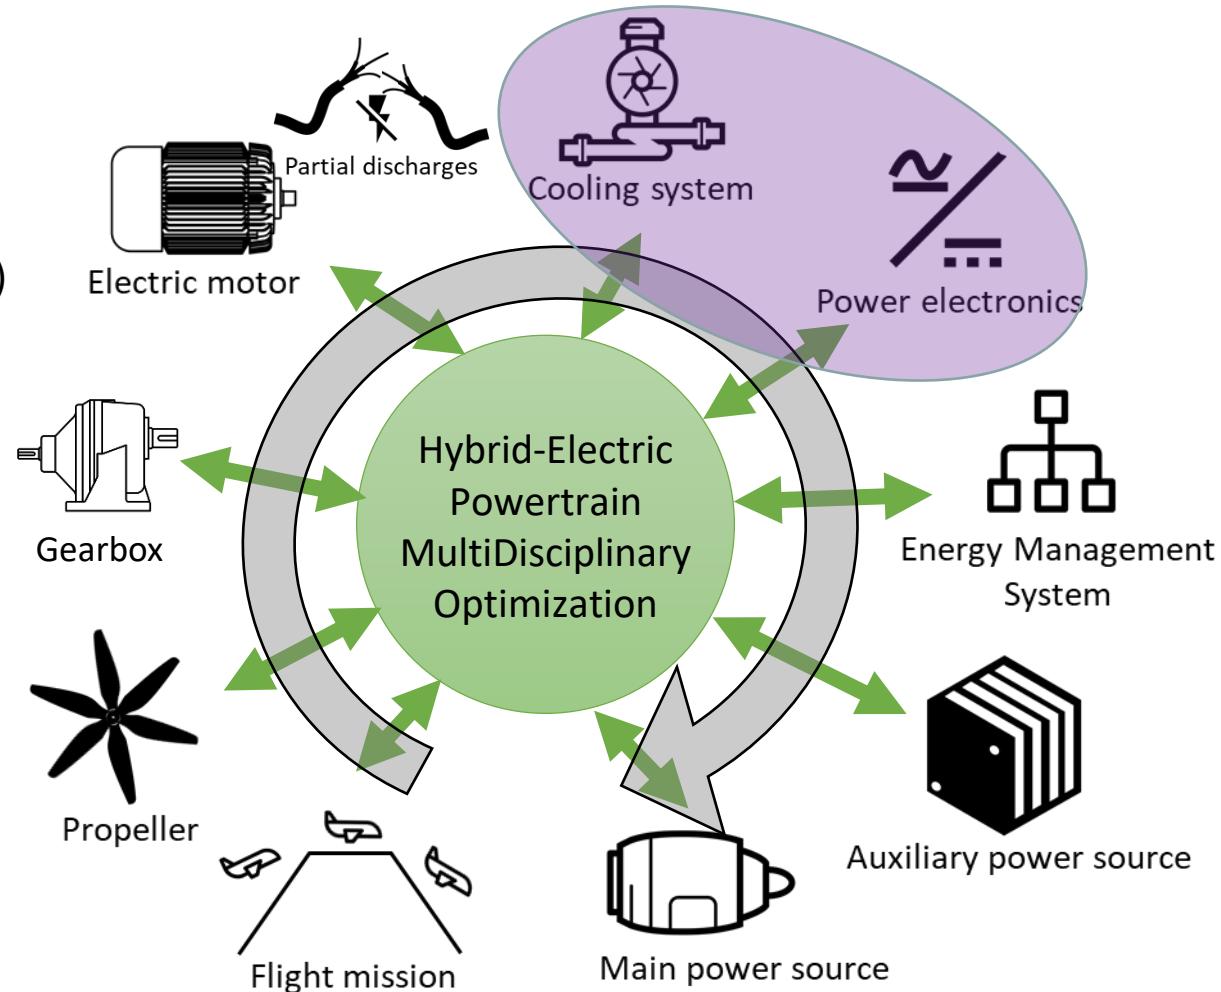 Partial discharges
Cooling system
Electric motor
Power electronics
Hybrid-Electric
Powertrain
MultiDisciplinary
Optimization
Gearbox
Energy Management
System
Propeller
Auxiliary power source
Flight mission
Main power source
)